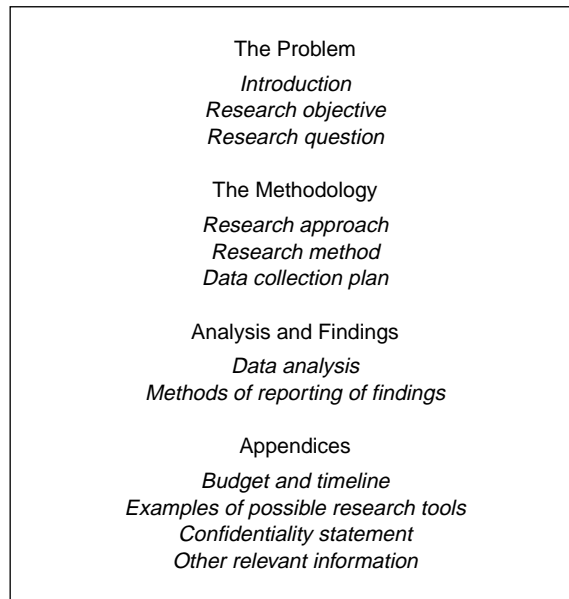 The Problem
Introduction
Research objective
Research question
The Methodology
Research approach
Research method
Data collection plan
Analysis and Findings
Data analysis
Methods of reporting of findings
Appendices
Budget and timeline
Examples of possible research tools
Confidentiality statement
Other relevant information